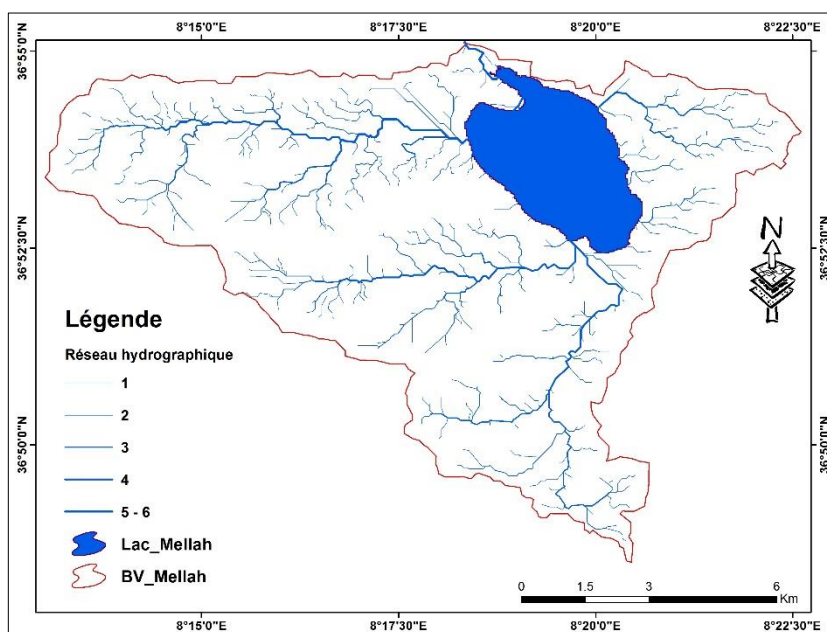 8°15'0"E 8°17'30"E 8°20'0"E 8°22'30"E
36°55'0"N 36°55'0"N
36°52'30"N 36°52'30"N
36°50'0"N 36°50'0"N
N
Légende
Réseau hydrographique
1
2
3
4
5 - 6
Lac_Mellah
BV_Mellah
0 1.5 3 6
Km
8°15'0"E 8°17'30"E 8°20'0"E 8°22'30"E